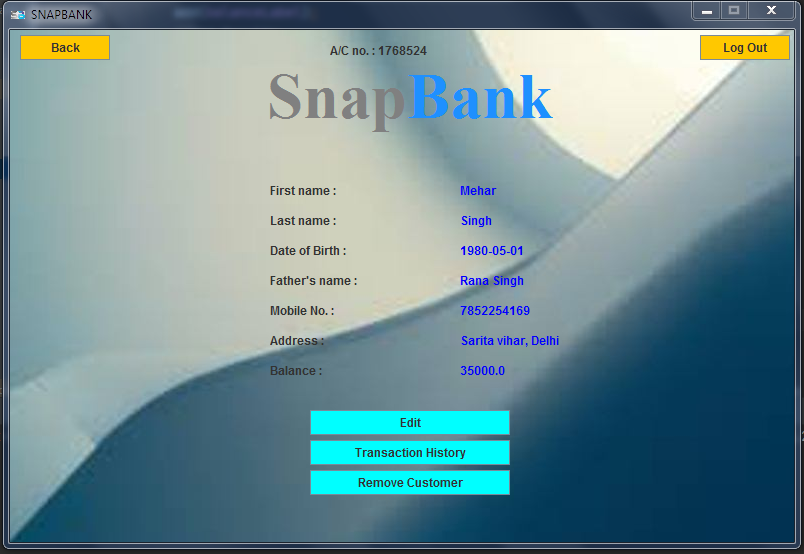 SNAPBANK
Back
A/C no. : 1768524
Log Out
SnapBank
First name : Mehar
Last name : Singh
Date of Birth : 1980-05-01
Father's name : Rana Singh
Mobile No. : 7852254169
Address : Sarita vihar, Delhi
Balance : 35000.0
Edit
Transaction History
Remove Customer